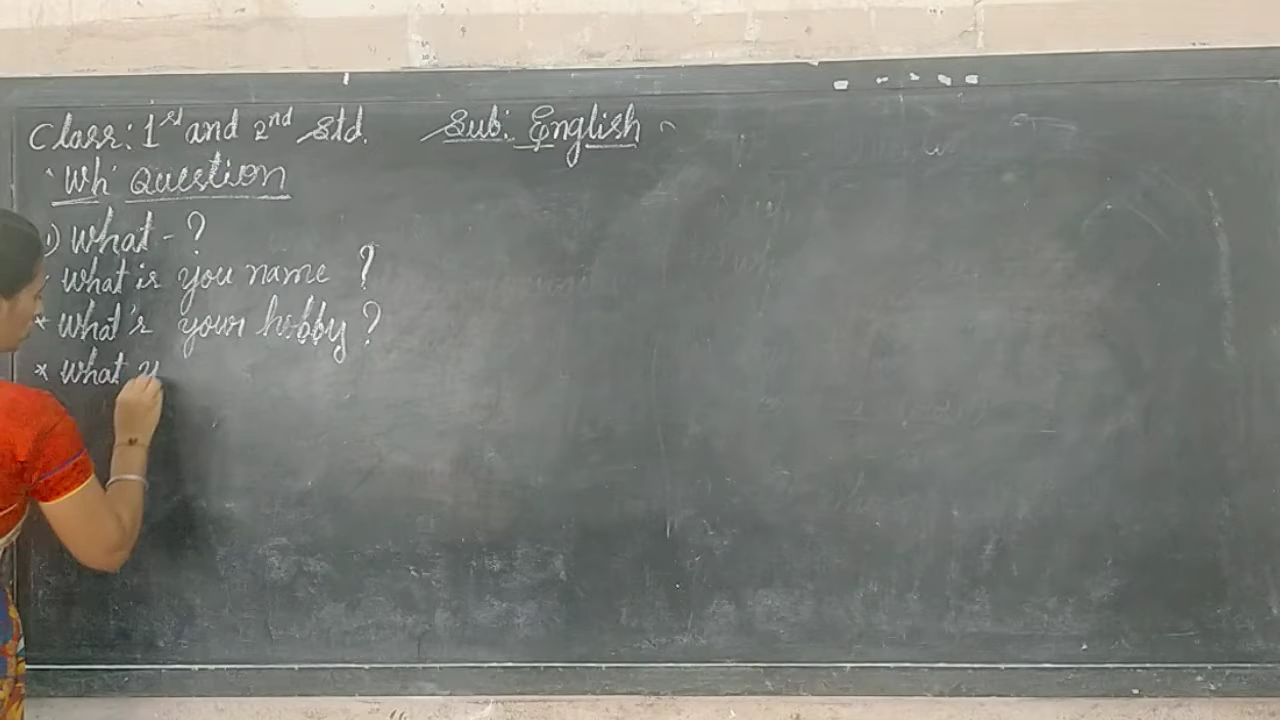 Class: 1st and 2nd Std. Sub: English
'Wh' Question
1) What - ?
What is you name ?
* What's your hobby ?
* What y